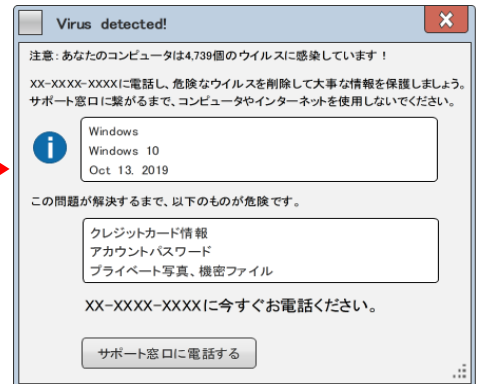 Virus detected!
注意：あなたのコンピュータは4,739個のウイルスに感染しています！
XX-XXXX-XXXXに電話し、危険なウイルスを削除して大事な情報を保護しましょう。
サポート窓口に繋がるまで、コンピュータやインターネットを使用しないでください。
Windows
Windows 10
Oct 13. 2019
この問題が解決するまで、以下のものが危険です。
クレジットカード情報
アカウントパスワード
プライベート写真、機密ファイル
XX-XXXX-XXXXに今すぐお電話ください。
サポート窓口に電話する